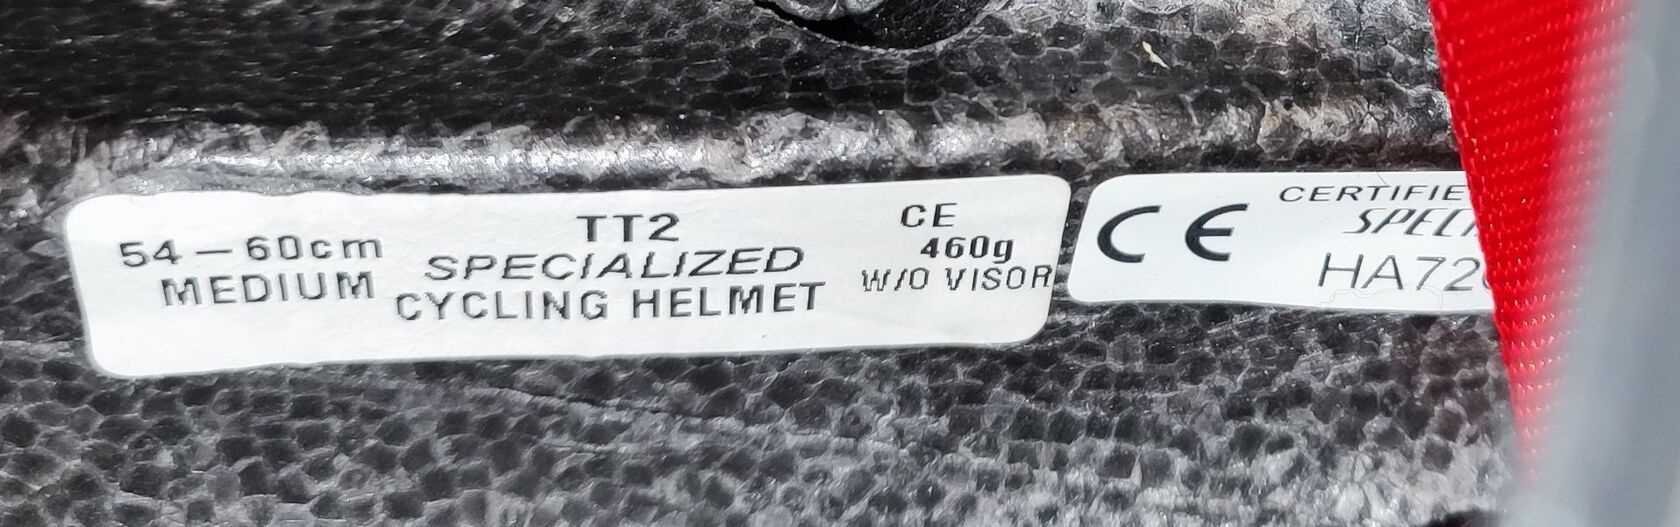 54-60cm
MEDIUM
TT2
SPECIALIZED
CYCLING HELMET
CE
460g
W/O VISOR
CE